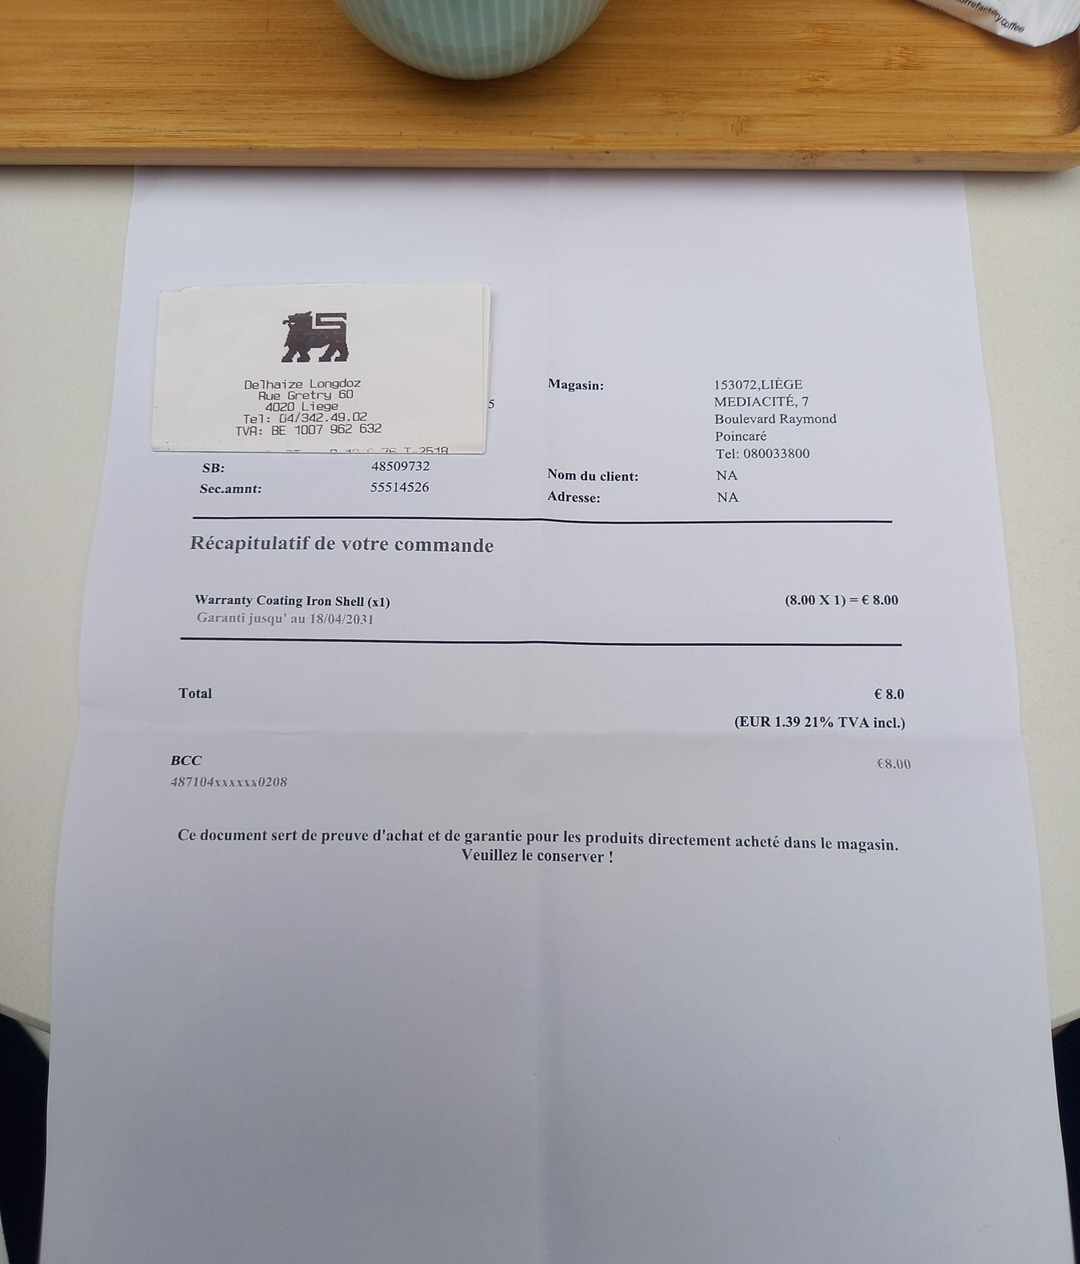 Delhaize Longdoz
Rue Gretry 60
4020 Liege
Tel: 04/342.49.02
TVA: BE 1007 962 632
5
SB: 48509732
Sec.amnt: 55514526
Magasin: 153072,LIÈGE
MEDIACITÉ, 7
Boulevard Raymond
Poincaré
Tel: 080033800
Nom du client: NA
Adresse: NA
Récapitulatif de votre commande
Warranty Coating Iron Shell (x1) (8.00 X 1) = € 8.00
Garanti jusqu' au 18/04/2031
Total € 8.0
(EUR 1.39 21% TVA incl.)
BCC €8.00
487104xxxxxx0208
Ce document sert de preuve d'achat et de garantie pour les produits directement acheté dans le magasin.
Veuillez le conserver !